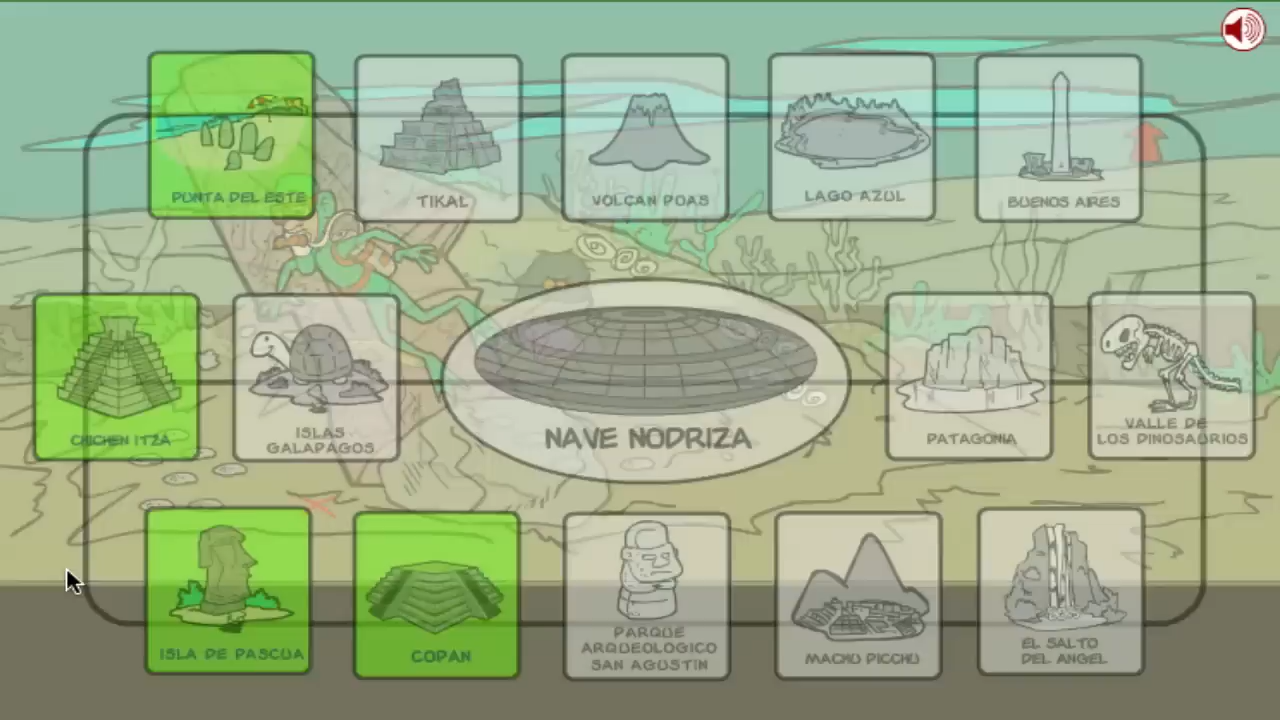 PUNTA DEL ESTE
TIKAL
VOLCAN POAS
LAGO AZUL
BUENOS AIRES
CHICHEN ITZA
ISLAS
GALAPAGOS
NAVE NODRIZA
PATAGONIA
VALLE DE
LOS DINOSAURIOS
ISLA DE PASCUA
COPAN
PARQUE
ARQUEOLOGICO
SAN AGUSTIN
MACHU PICCHU
EL SALTO
DEL ANGEL